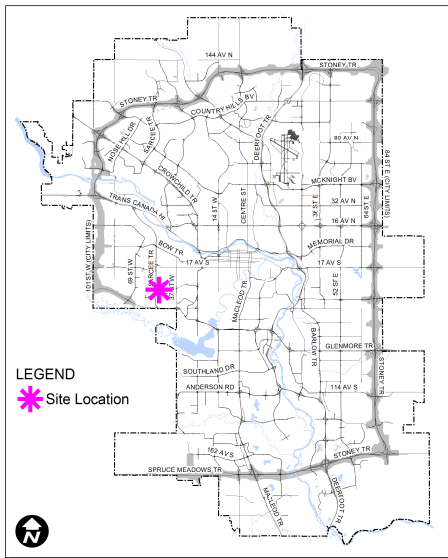 144 AV N
STONEY TR
STONEY TR
COUNTRY HILLS BV
NOSE HILL DR
SARCEE TR
DEERFOOT TR
80 AV N
CROWCHILD TR
MCKNIGHT BV
84 ST E (CITY LIMITS)
TRANS CANADA HI
14 ST W
CENTRE ST
36 ST E
32 AV N
64 ST E
16 AV N
BOW TR
MEMORIAL DR
17 AV S
17 AV S
101 ST W (CITY LIMITS)
69 ST W
SARCEE TR
37 ST W
52 ST E
MACLEOD TR
BARLOW TR
GLENMORE TR
SOUTHLAND DR
STONEY TR
LEGEND
ANDERSON RD
114 AV S
Site Location
162 AV S
STONEY TR
SPRUCE MEADOWS TR
MACLEOD TR
DEERFOOT TR
N